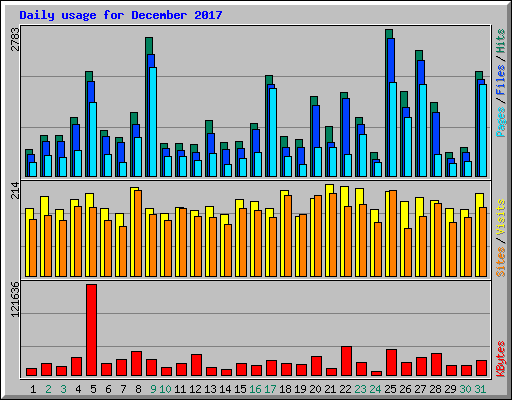 Daily usage for December 2017
2783
Pages / Files / Hits
214
Sites / Visits
121636
KBytes
1 2 3 4 5 6 7 8 9 10 11 12 13 14 15 16 17 18 19 20 21 22 23 24 25 26 27 28 29 30 31